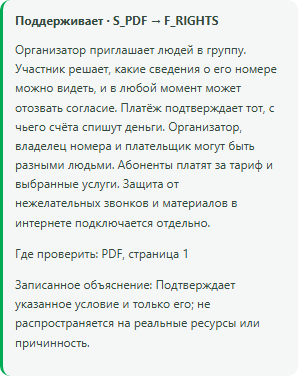 Поддерживает · S_PDF → F_RIGHTS
Организатор приглашает людей в группу.
Участник решает, какие сведения о его номере
можно видеть, и в любой момент может
отозвать согласие. Платёж подтверждает тот, с
чьего счёта спишут деньги. Организатор,
владелец номера и плательщик могут быть
разными людьми. Абоненты платят за тариф и
выбранные услуги. Защита от
нежелательных звонков и материалов в
интернете подключается отдельно.
Где проверить: PDF, страница 1
Записанное объяснение: Подтверждает
указанное условие и только его; не
распространяется на реальные ресурсы или
причинность.